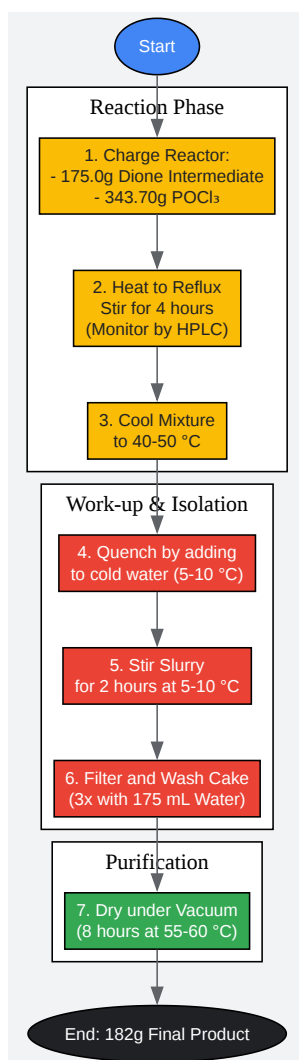 Start
Reaction Phase
1. Charge Reactor:
- 175.0g Dione Intermediate
- 343.70g POCl₃
2. Heat to Reflux
Stir for 4 hours
(Monitor by HPLC)
3. Cool Mixture
to 40-50 °C
Work-up & Isolation
4. Quench by adding
to cold water (5-10 °C)
5. Stir Slurry
for 2 hours at 5-10 °C
6. Filter and Wash Cake
(3x with 175 mL Water)
Purification
7. Dry under Vacuum
(8 hours at 55-60 °C)
End: 182g Final Product